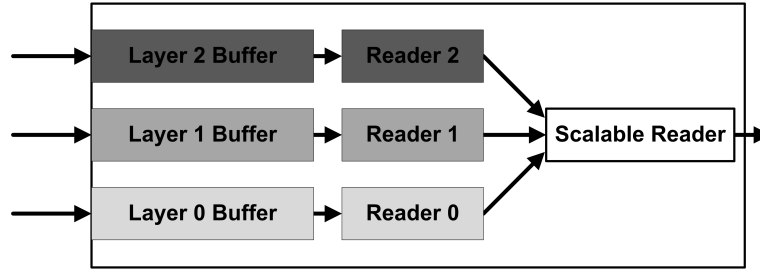 Layer 2 Buffer
Reader 2
Layer 1 Buffer
Reader 1
Scalable Reader
Layer 0 Buffer
Reader 0